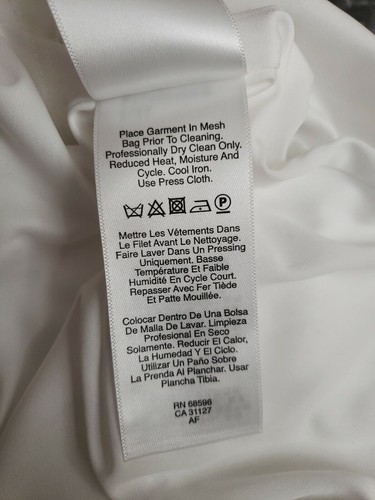 Place Garment In Mesh
Bag Prior To Cleaning.
Professionally Dry Clean Only.
Reduced Heat, Moisture And
Cycle. Cool Iron.
Use Press Cloth.
P
Mettre Les Vêtements Dans
Le Filet Avant Le Nettoyage.
Faire Laver Dans Un Pressing
Uniquement. Basse
Température Et Faible
Humidité En Cycle Court.
Repasser Avec Fer Tiède
Et Patte Mouillée.
Colocar Dentro De Una Bolsa
De Malla De Lavar. Limpieza
Profesional En Seco
Solamente. Reducir El Calor,
La Humedad Y El Ciclo.
Utilizar Un Paño Sobre
La Prenda Al Planchar. Usar
Plancha Tibia.
RN 68596
CA 31127
AF